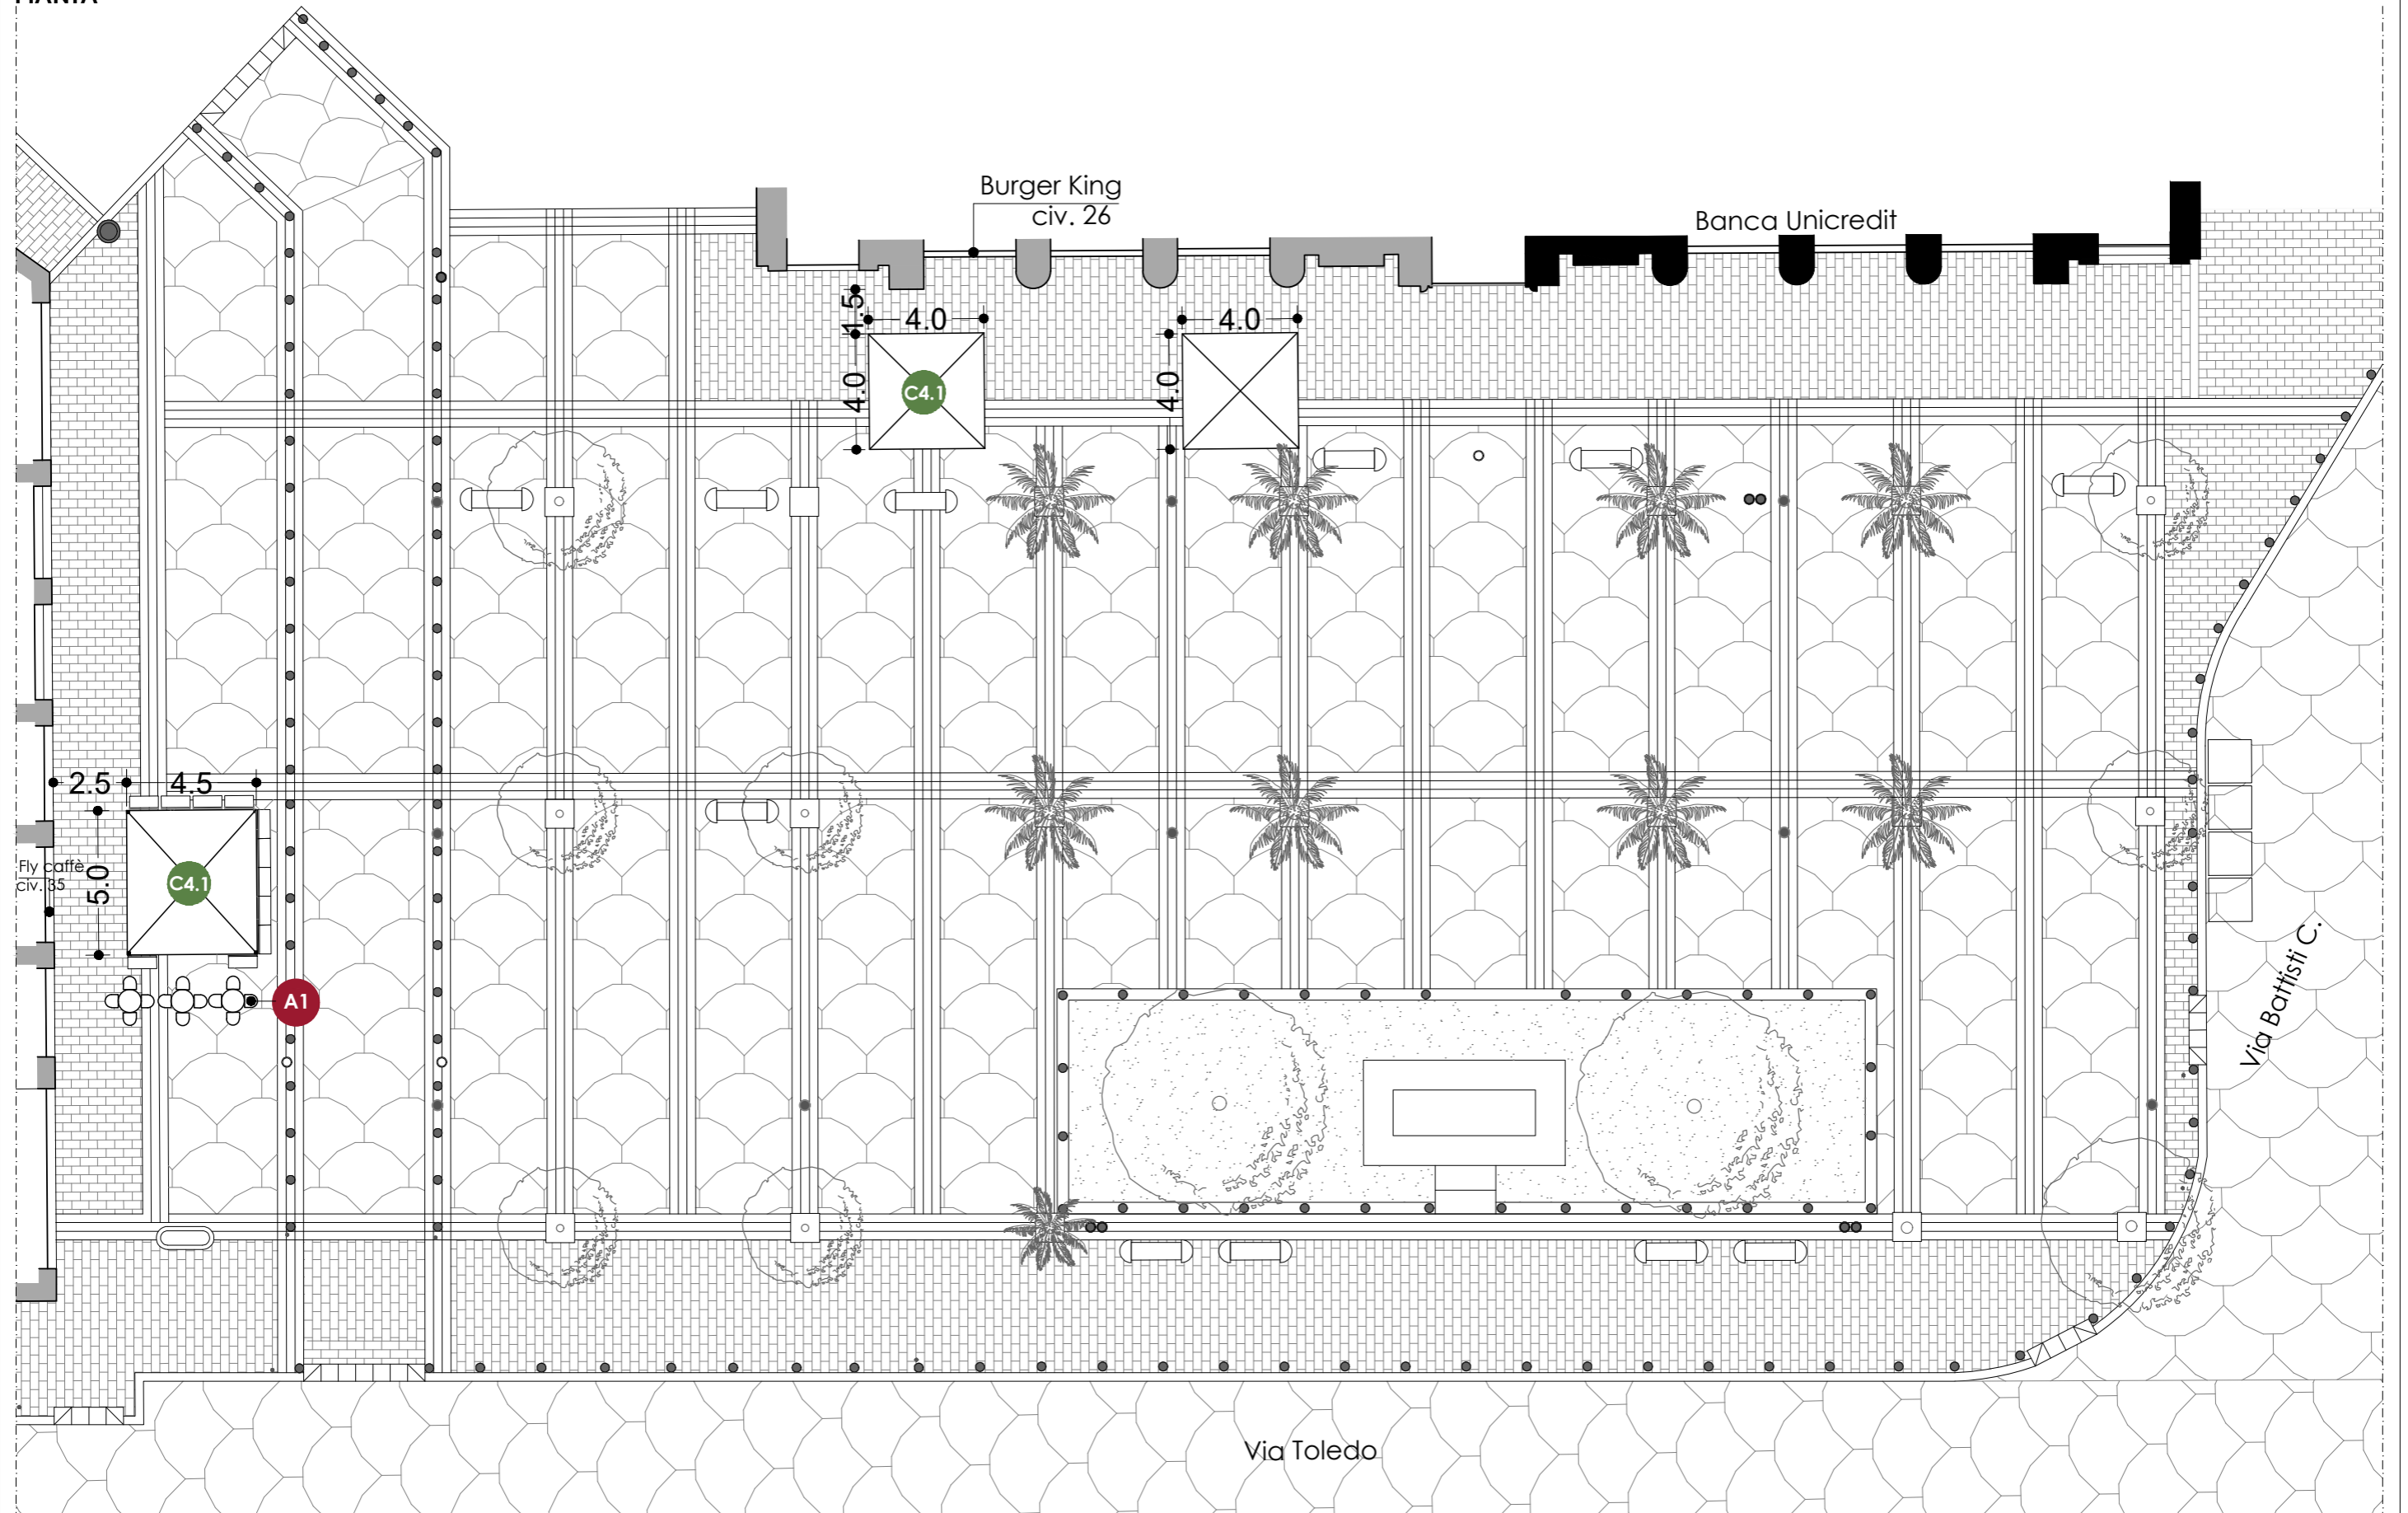 PIANTA
Burger King
civ. 26
Banca Unicredit
1.5
4.0
4.0
4.0
C4.1
4.0
2.5
4.5
Fly caffè
civ. 35
5.0
C4.1
A1
Via Battisti C.
Via Toledo